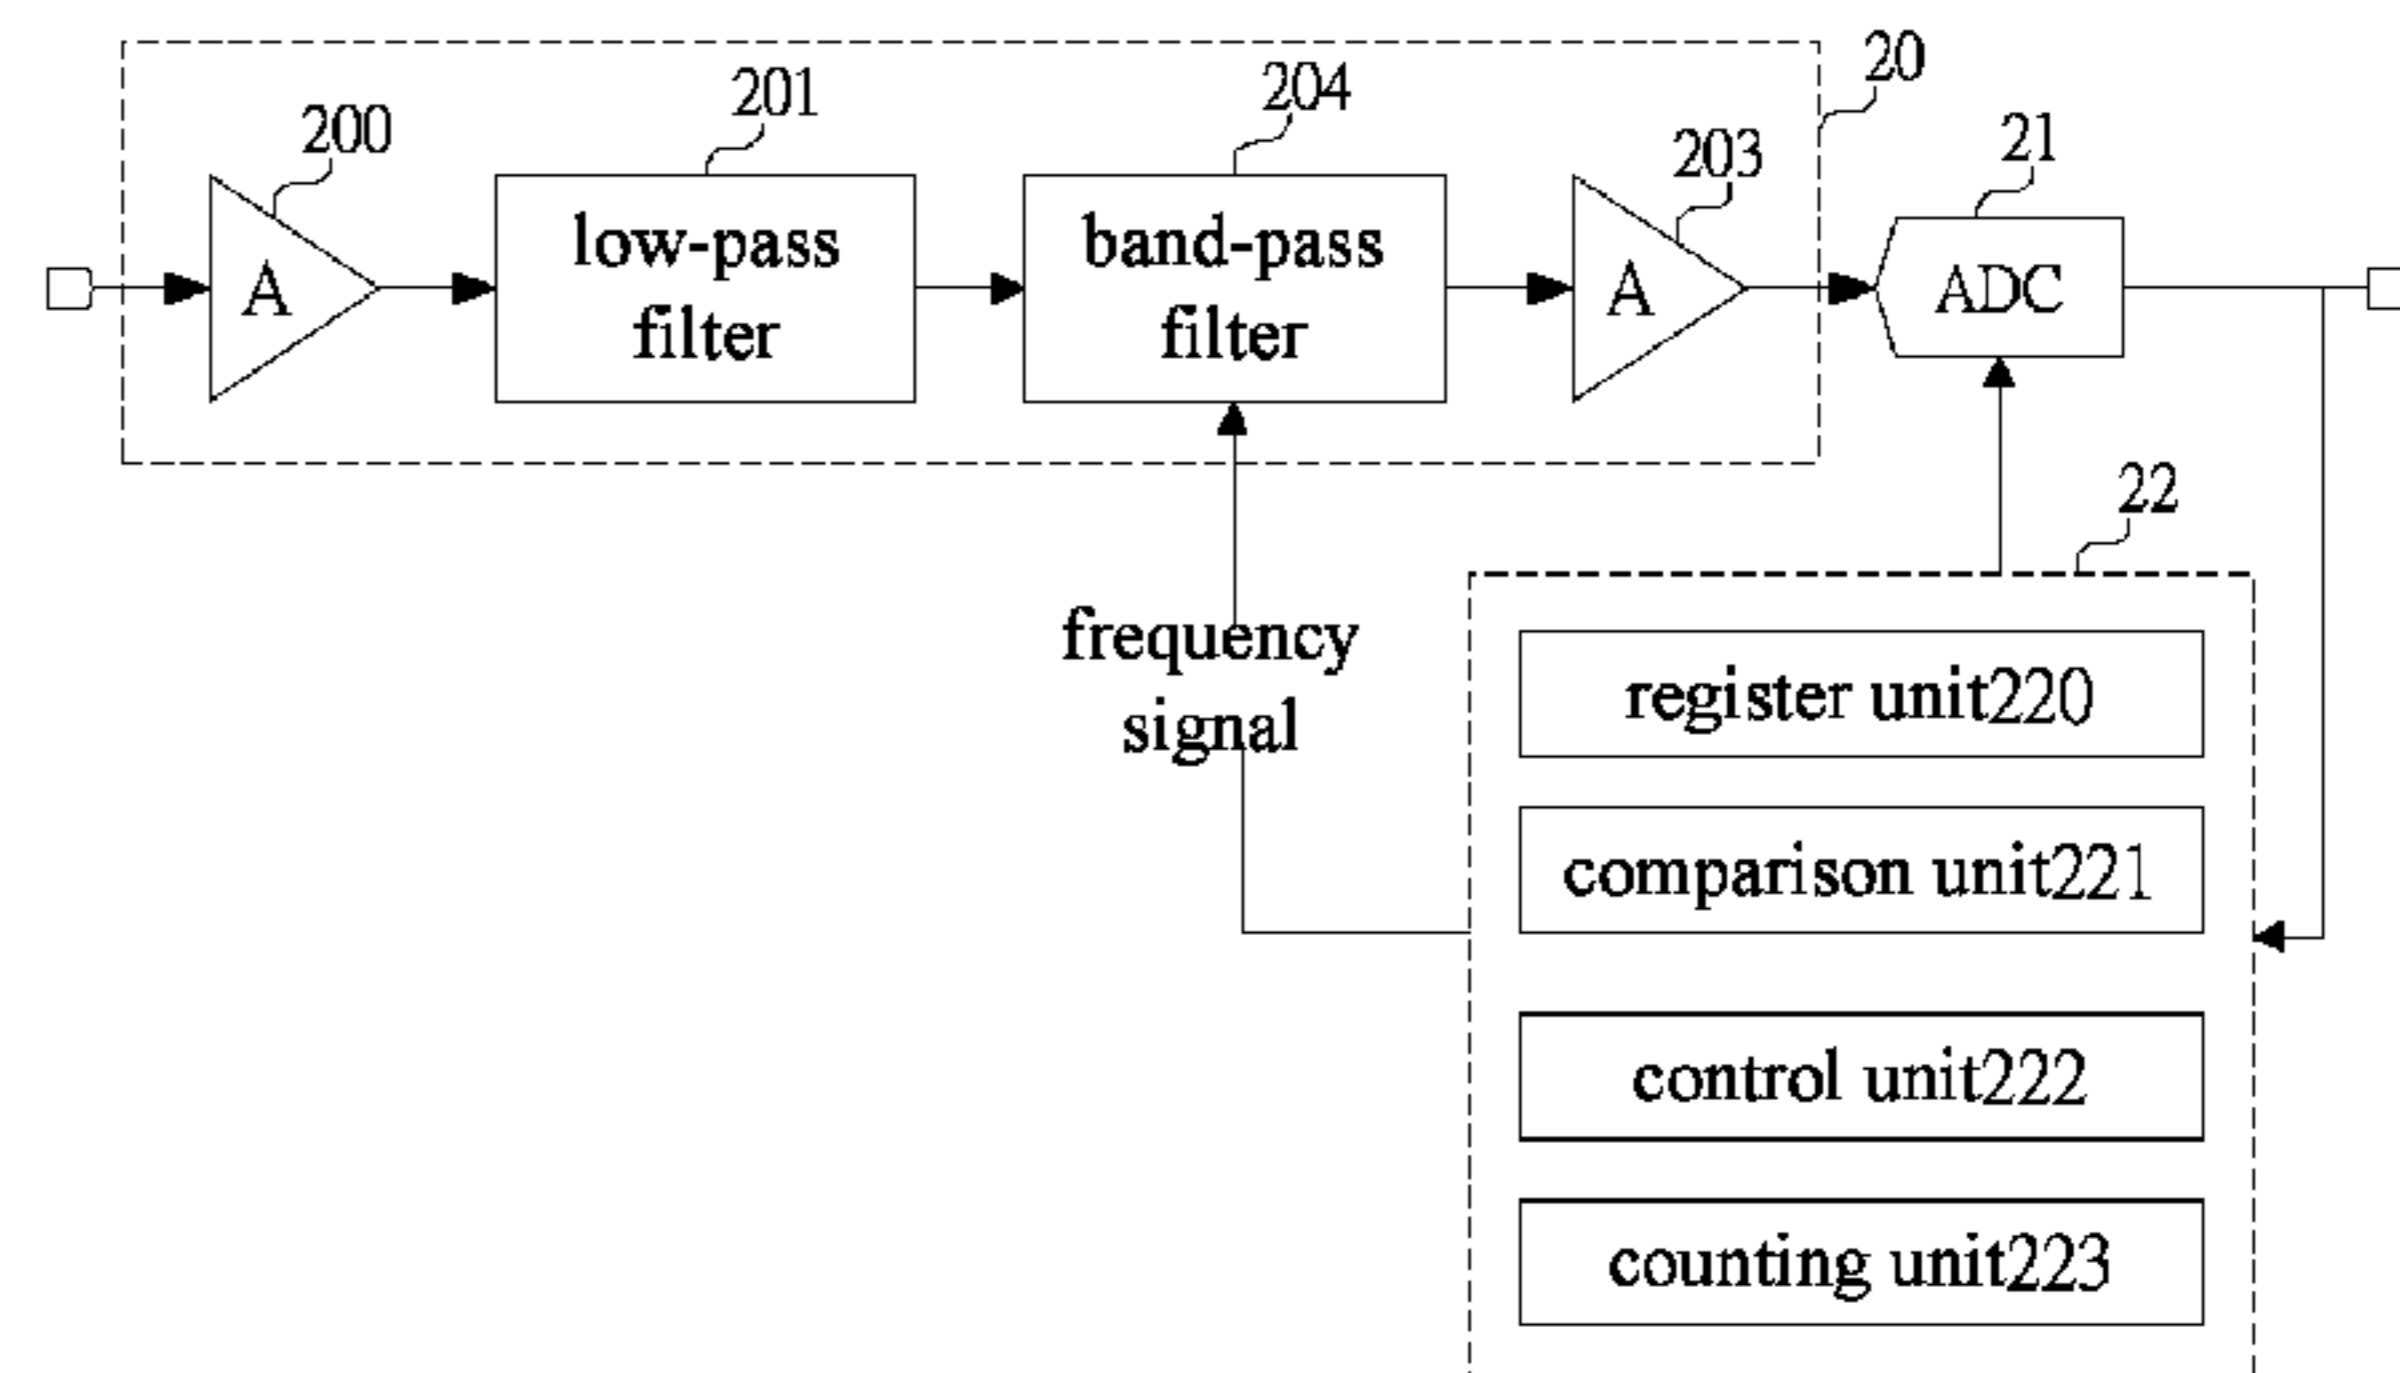 20
201
204
200
203
21
low-pass
filter
band-pass
filter
A
A
ADC
22
frequency
signal
register unit220
comparison unit221
control unit222
counting unit223